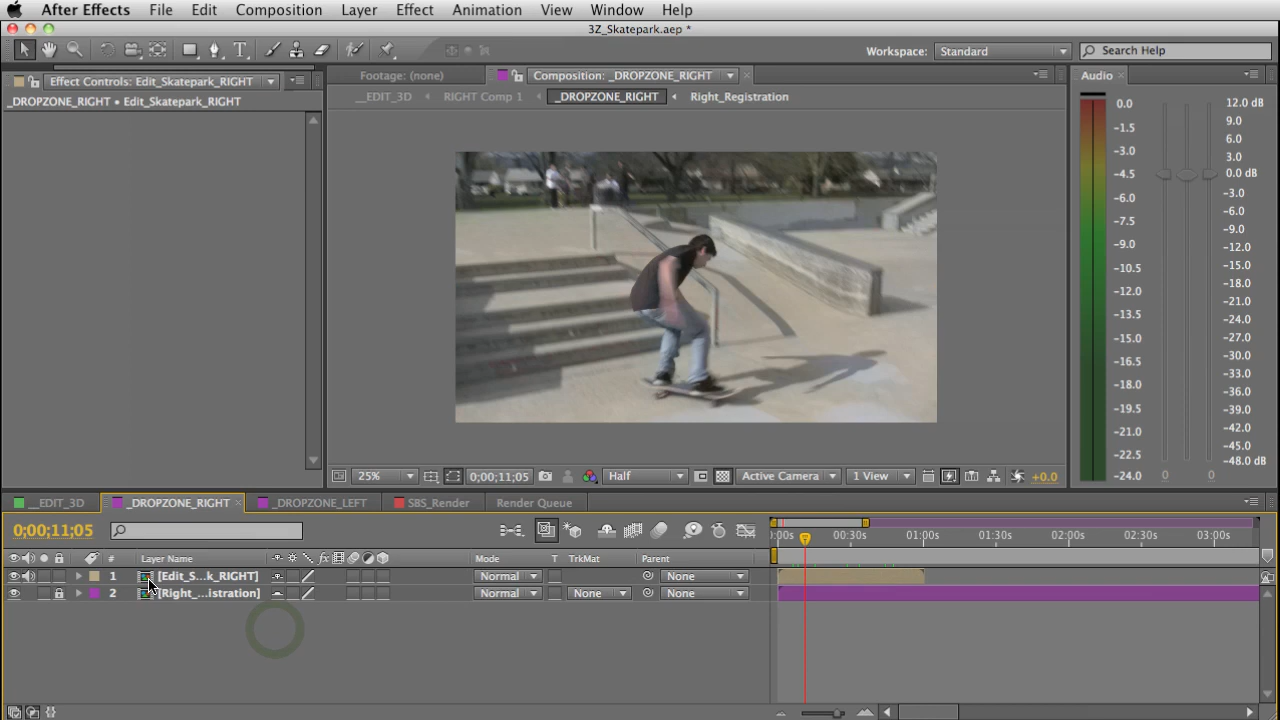 After Effects File Edit Composition Layer Effect Animation View Window Help
3Z_Skatepark.aep *
Workspace: Standard Search Help
Effect Controls: Edit_Skatepark_RIGHT Footage: (none) Composition: _DROPZONE_RIGHT Audio
_DROPZONE_RIGHT • Edit_Skatepark_RIGHT __EDIT_3D RIGHT Comp 1 _DROPZONE_RIGHT Right_Registration
0.0 12.0 dB
-1.5 9.0
-3.0 6.0
-4.5 3.0
-6.0 0.0 dB
-7.5 -3.0
-9.0 -6.0
-10.5 -9.0
-12.0 -12.0
-13.5 -15.0
-15.0 -18.0
-16.5 -21.0
-18.0 -24.0
-19.5 -27.0
-21.0 -30.0
-22.5 -33.0
-24.0 -36.0
-39.0
-42.0
-45.0
0 0 -48.0 dB
25% 0;00;11;05 Half Active Camera 1 View +0.0
__EDIT_3D _DROPZONE_RIGHT _DROPZONE_LEFT SBS_Render Render Queue
0;00;11;05 :00s 00:30s 01:00s 01:30s 02:00s 02:30s 03:00s
# Layer Name fx Mode T TrkMat Parent
1 [Edit_S...k_RIGHT] Normal None
2 [Right_...istration] Normal None None